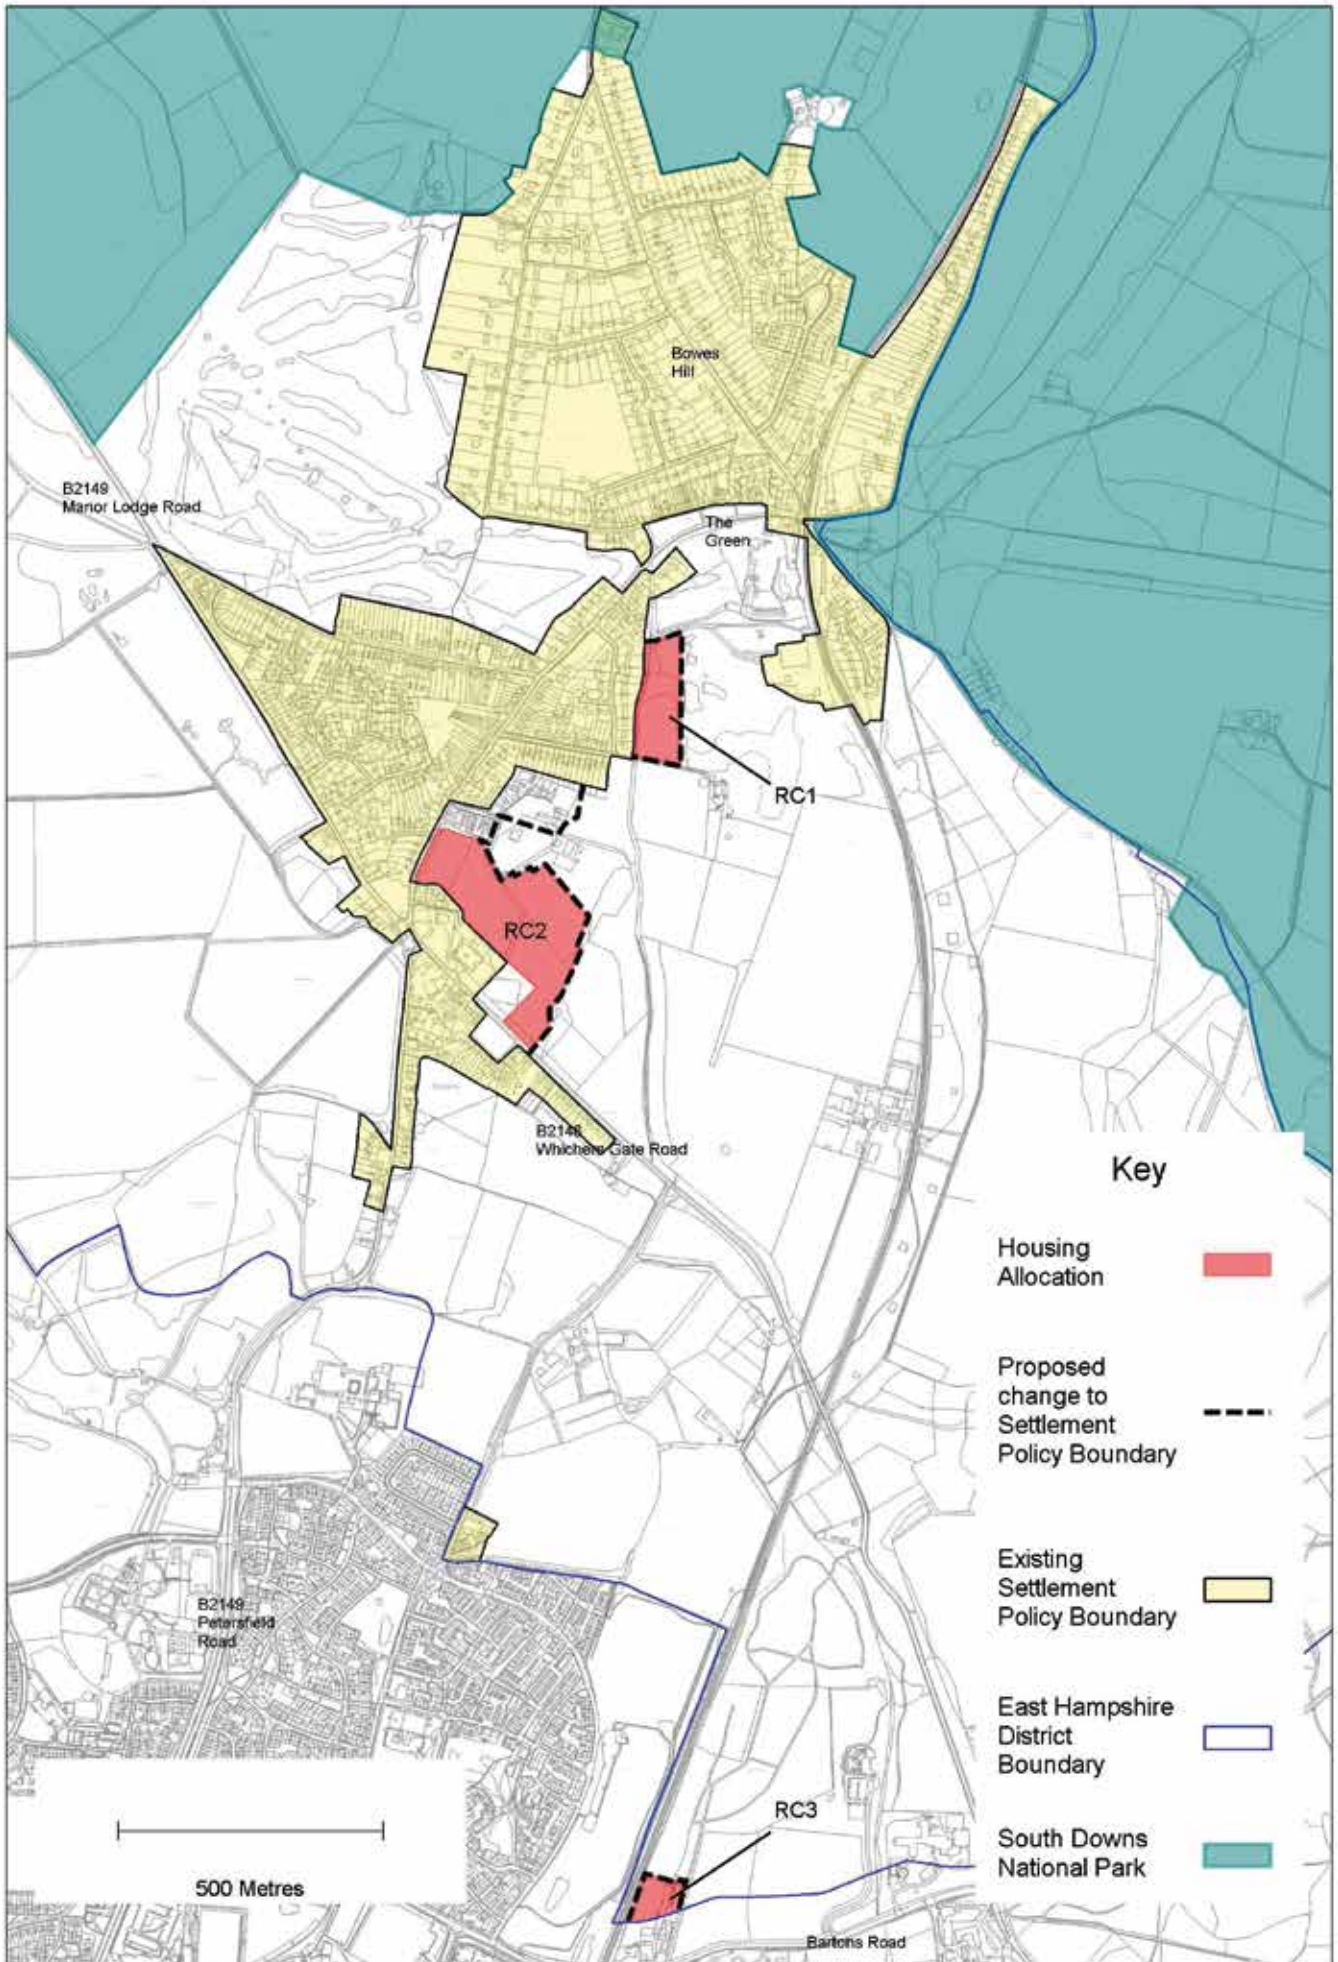 Bowes
Hill
B2149
Manor Lodge Road
The
Green
RC1
RC2
B2148
Whichers Gate Road
Key
Housing
Allocation
Proposed
change to
Settlement
Policy Boundary
Existing
Settlement
Policy Boundary
B2149
Petersfield
Road
East Hampshire
District
Boundary
RC3
South Downs
National Park
500 Metres
Bartons Road